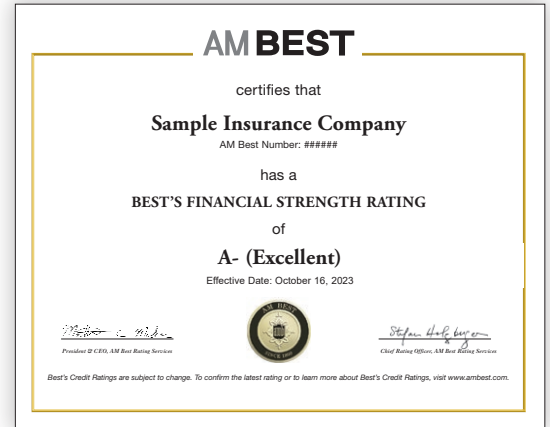 AM BEST
certifies that
Sample Insurance Company
AM Best Number: ######
has a
BEST'S FINANCIAL STRENGTH RATING
of
A- (Excellent)
Effective Date: October 16, 2023
AM BEST
SINCE 1899
President & CEO, AM Best Rating Services
Chief Rating Officer, AM Best Rating Services
Best's Credit Ratings are subject to change. To confirm the latest rating or to learn more about Best's Credit Ratings, visit www.ambest.com.